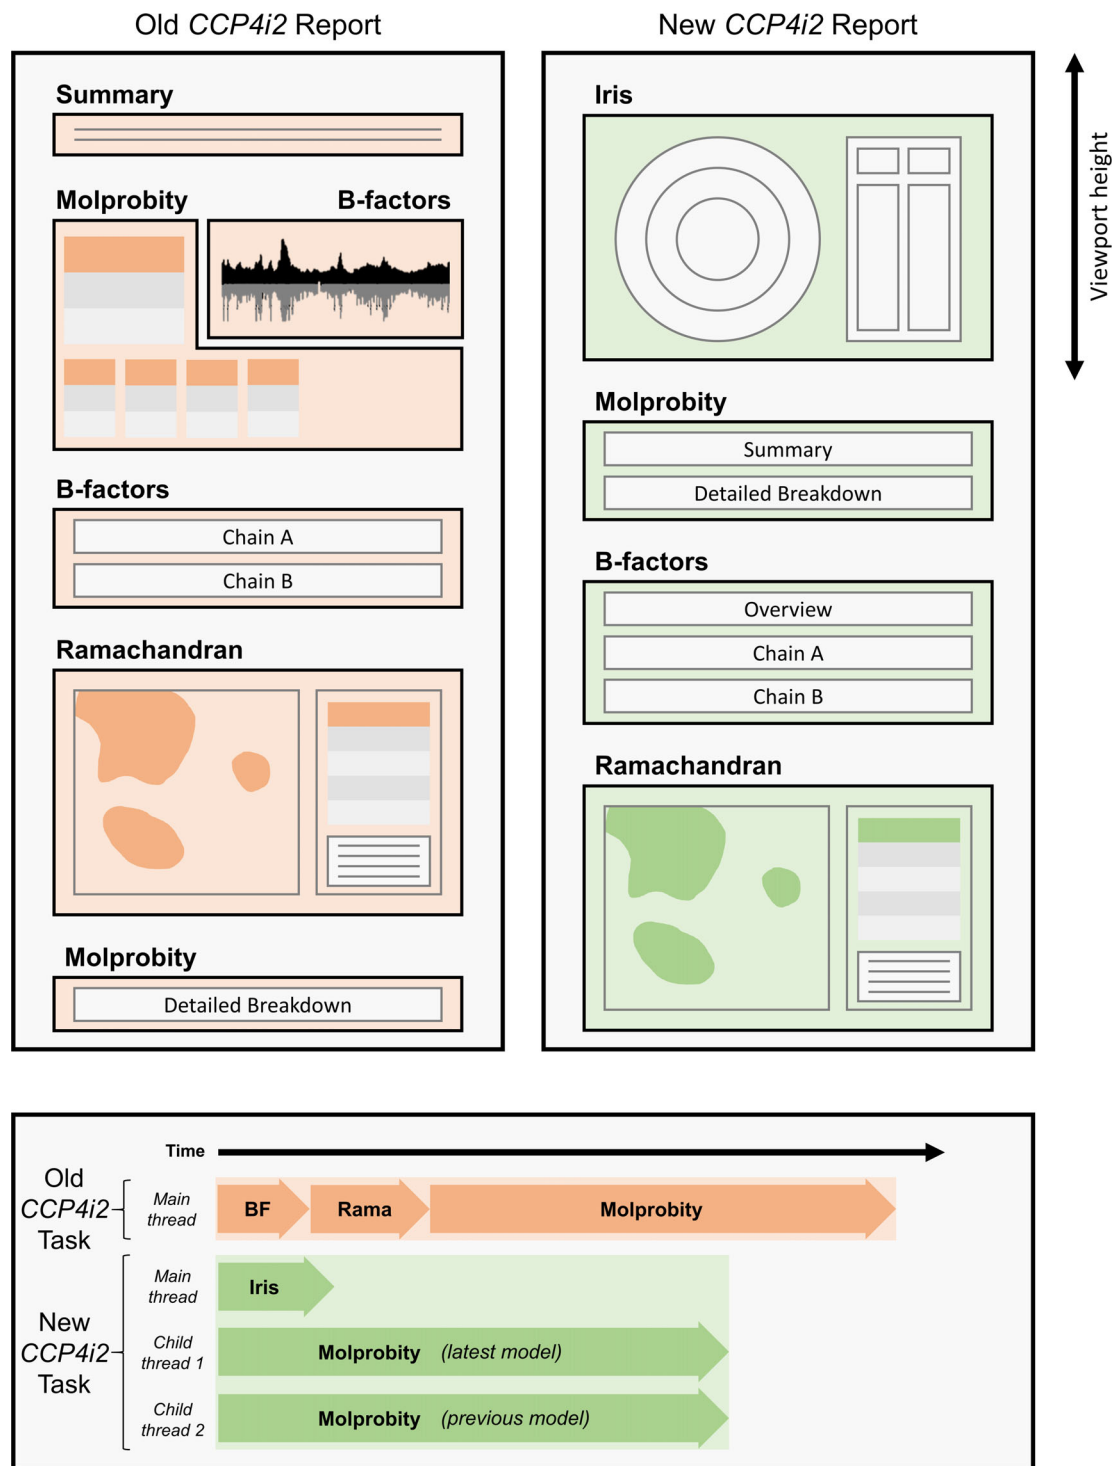 Old CCP4i2 Report
Summary
Molprobity
B-factors
B-factors
Chain A
Chain B
Ramachandran
Molprobity
Detailed Breakdown
New CCP4i2 Report
Iris
Molprobity
Summary
Detailed Breakdown
B-factors
Overview
Chain A
Chain B
Ramachandran
Viewport height
Time
Old
CCP4i2
Task
Main
thread
BF
Rama
Molprobity
New
CCP4i2
Task
Main
thread
Iris
Child
thread 1
Molprobity (latest model)
Child
thread 2
Molprobity (previous model)